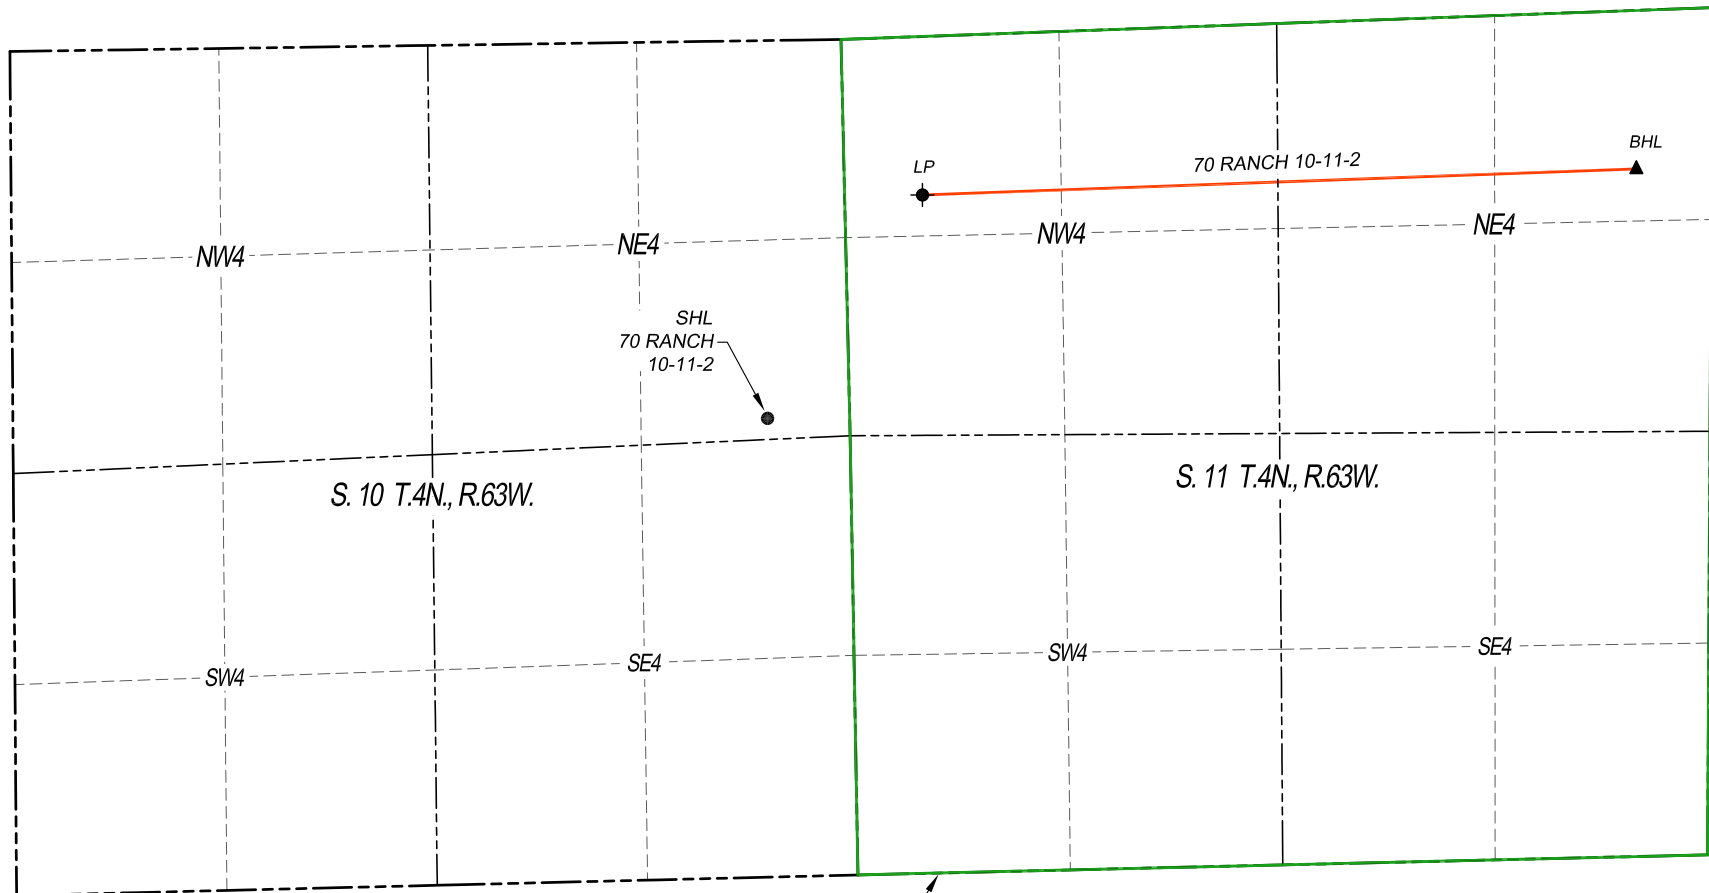 LP
70 RANCH 10-11-2
BHL
NW4
NE4
NW4
NE4
SHL
70 RANCH
10-11-2
S. 10 T.4N., R.63W.
S. 11 T.4N., R.63W.
SW4
SE4
SW4
SE4